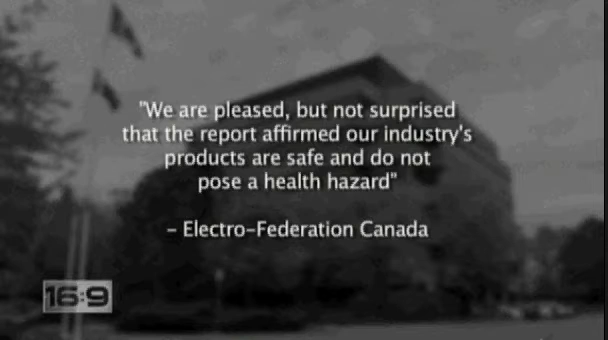 "We are pleased, but not surprised
that the report affirmed our industry's
products are safe and do not
pose a health hazard"
– Electro-Federation Canada
16:9